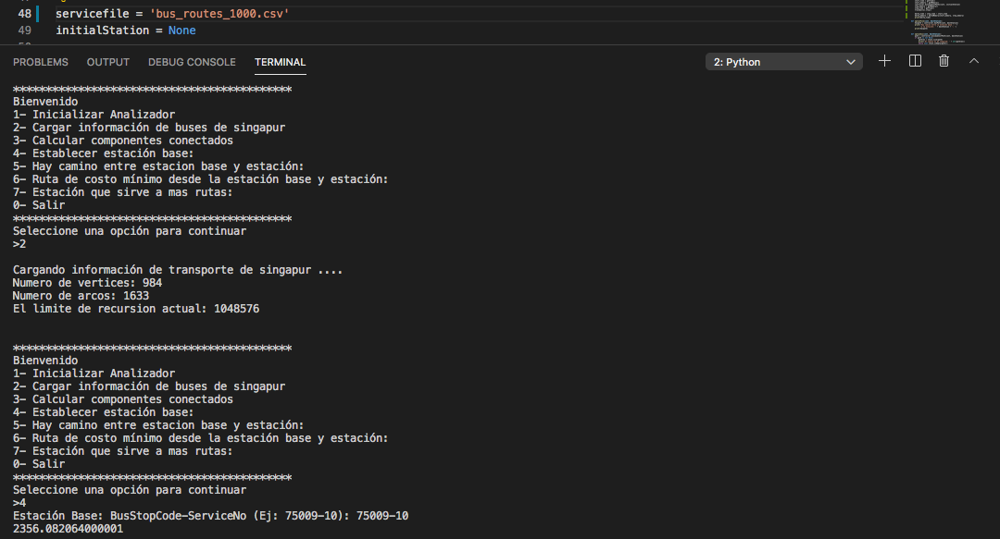 48 servicefile = 'bus_routes_1000.csv'
49 initialStation = None
PROBLEMS OUTPUT DEBUG CONSOLE TERMINAL 2: Python
*******************************************
Bienvenido
1- Inicializar Analizador
2- Cargar información de buses de singapur
3- Calcular componentes conectados
4- Establecer estación base:
5- Hay camino entre estacion base y estación:
6- Ruta de costo mínimo desde la estación base y estación:
7- Estación que sirve a mas rutas:
0- Salir
*******************************************
Seleccione una opción para continuar
>2
Cargando información de transporte de singapur ....
Numero de vertices: 984
Numero de arcos: 1633
El limite de recursion actual: 1048576
*******************************************
Bienvenido
1- Inicializar Analizador
2- Cargar información de buses de singapur
3- Calcular componentes conectados
4- Establecer estación base:
5- Hay camino entre estacion base y estación:
6- Ruta de costo mínimo desde la estación base y estación:
7- Estación que sirve a mas rutas:
0- Salir
*******************************************
Seleccione una opción para continuar
>4
Estación Base: BusStopCode-ServiceNo (Ej: 75009-10): 75009-10
2356.082064000001